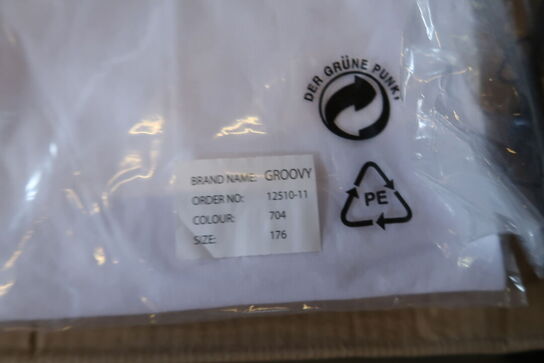 DER GRÜNE PUNKT
BRAND NAME: GROOVY
ORDER NO: 12510-11
COLOUR: 704
SIZE: 176
PE